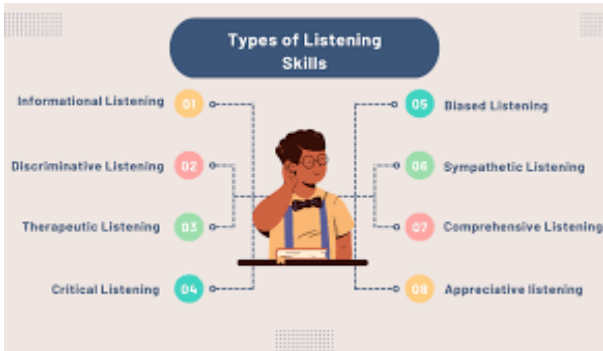 Types of Listening
Skills
Informational Listening 01
Discriminative Listening 02
Therapeutic Listening 03
Critical Listening 04
05 Biased Listening
06 Sympathetic Listening
07 Comprehensive Listening
08 Appreciative listening